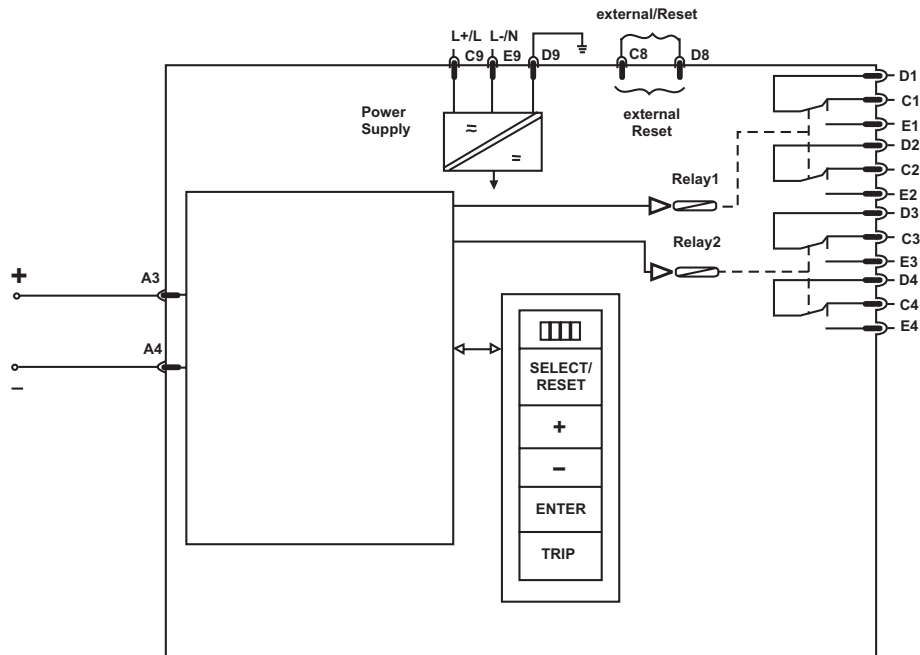 external/Reset
L+/L L-/N
C9 E9 D9 C8 D8
external
Reset
Power
Supply
≈
=
D1
C1
E1
D2
C2
E2
D3
C3
E3
D4
C4
E4
Relay1
Relay2
+
A3
A4
–
SELECT/
RESET
+
–
ENTER
TRIP